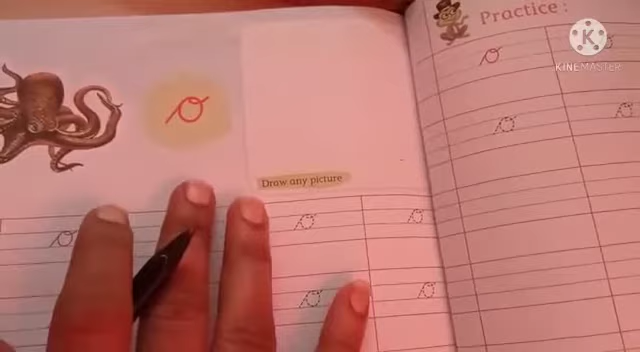 Practice :
o
o
KINEMASTER
o o
Draw any picture
o o o
o o